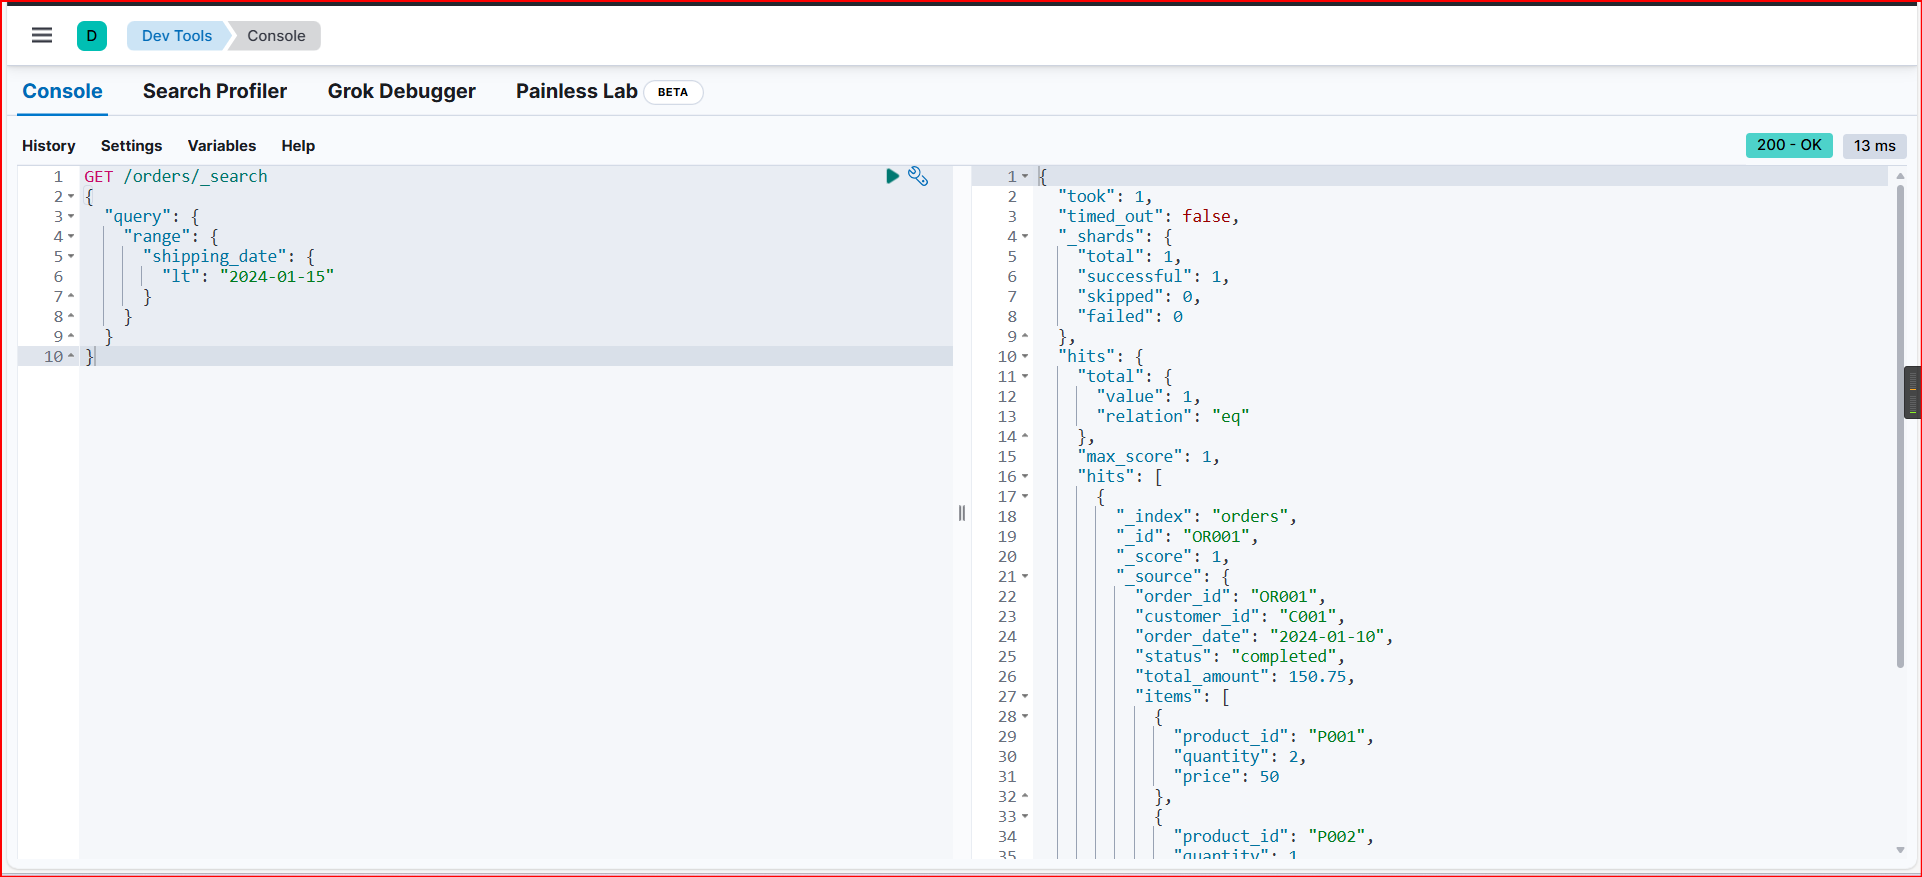 D Dev Tools Console
Console Search Profiler Grok Debugger Painless Lab BETA
History Settings Variables Help 200 - OK 13 ms
1 GET /orders/_search
2 {
3 "query": {
4 "range": {
5 "shipping_date": {
6 "lt": "2024-01-15"
7 }
8 }
9 }
10 }
1 {
2 "took": 1,
3 "timed_out": false,
4 "_shards": {
5 "total": 1,
6 "successful": 1,
7 "skipped": 0,
8 "failed": 0
9 },
10 "hits": {
11 "total": {
12 "value": 1,
13 "relation": "eq"
14 },
15 "max_score": 1,
16 "hits": [
17 {
18 "_index": "orders",
19 "_id": "OR001",
20 "_score": 1,
21 "_source": {
22 "order_id": "OR001",
23 "customer_id": "C001",
24 "order_date": "2024-01-10",
25 "status": "completed",
26 "total_amount": 150.75,
27 "items": [
28 {
29 "product_id": "P001",
30 "quantity": 2,
31 "price": 50
32 },
33 {
34 "product_id": "P002",
35 "quantity": 1